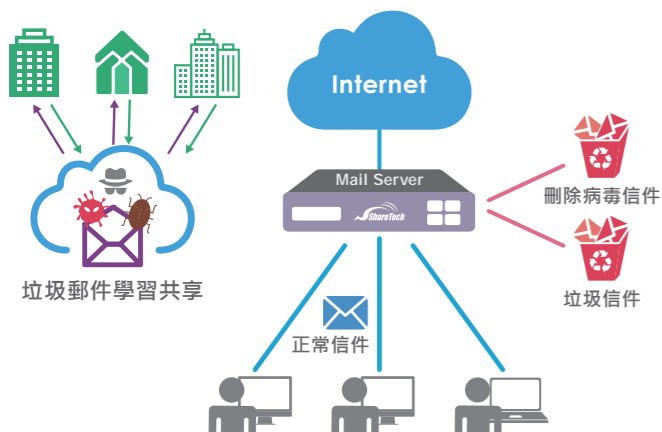 Internet
Mail Server
ShareTech
刪除病毒信件
垃圾郵件學習共享
垃圾信件
正常信件